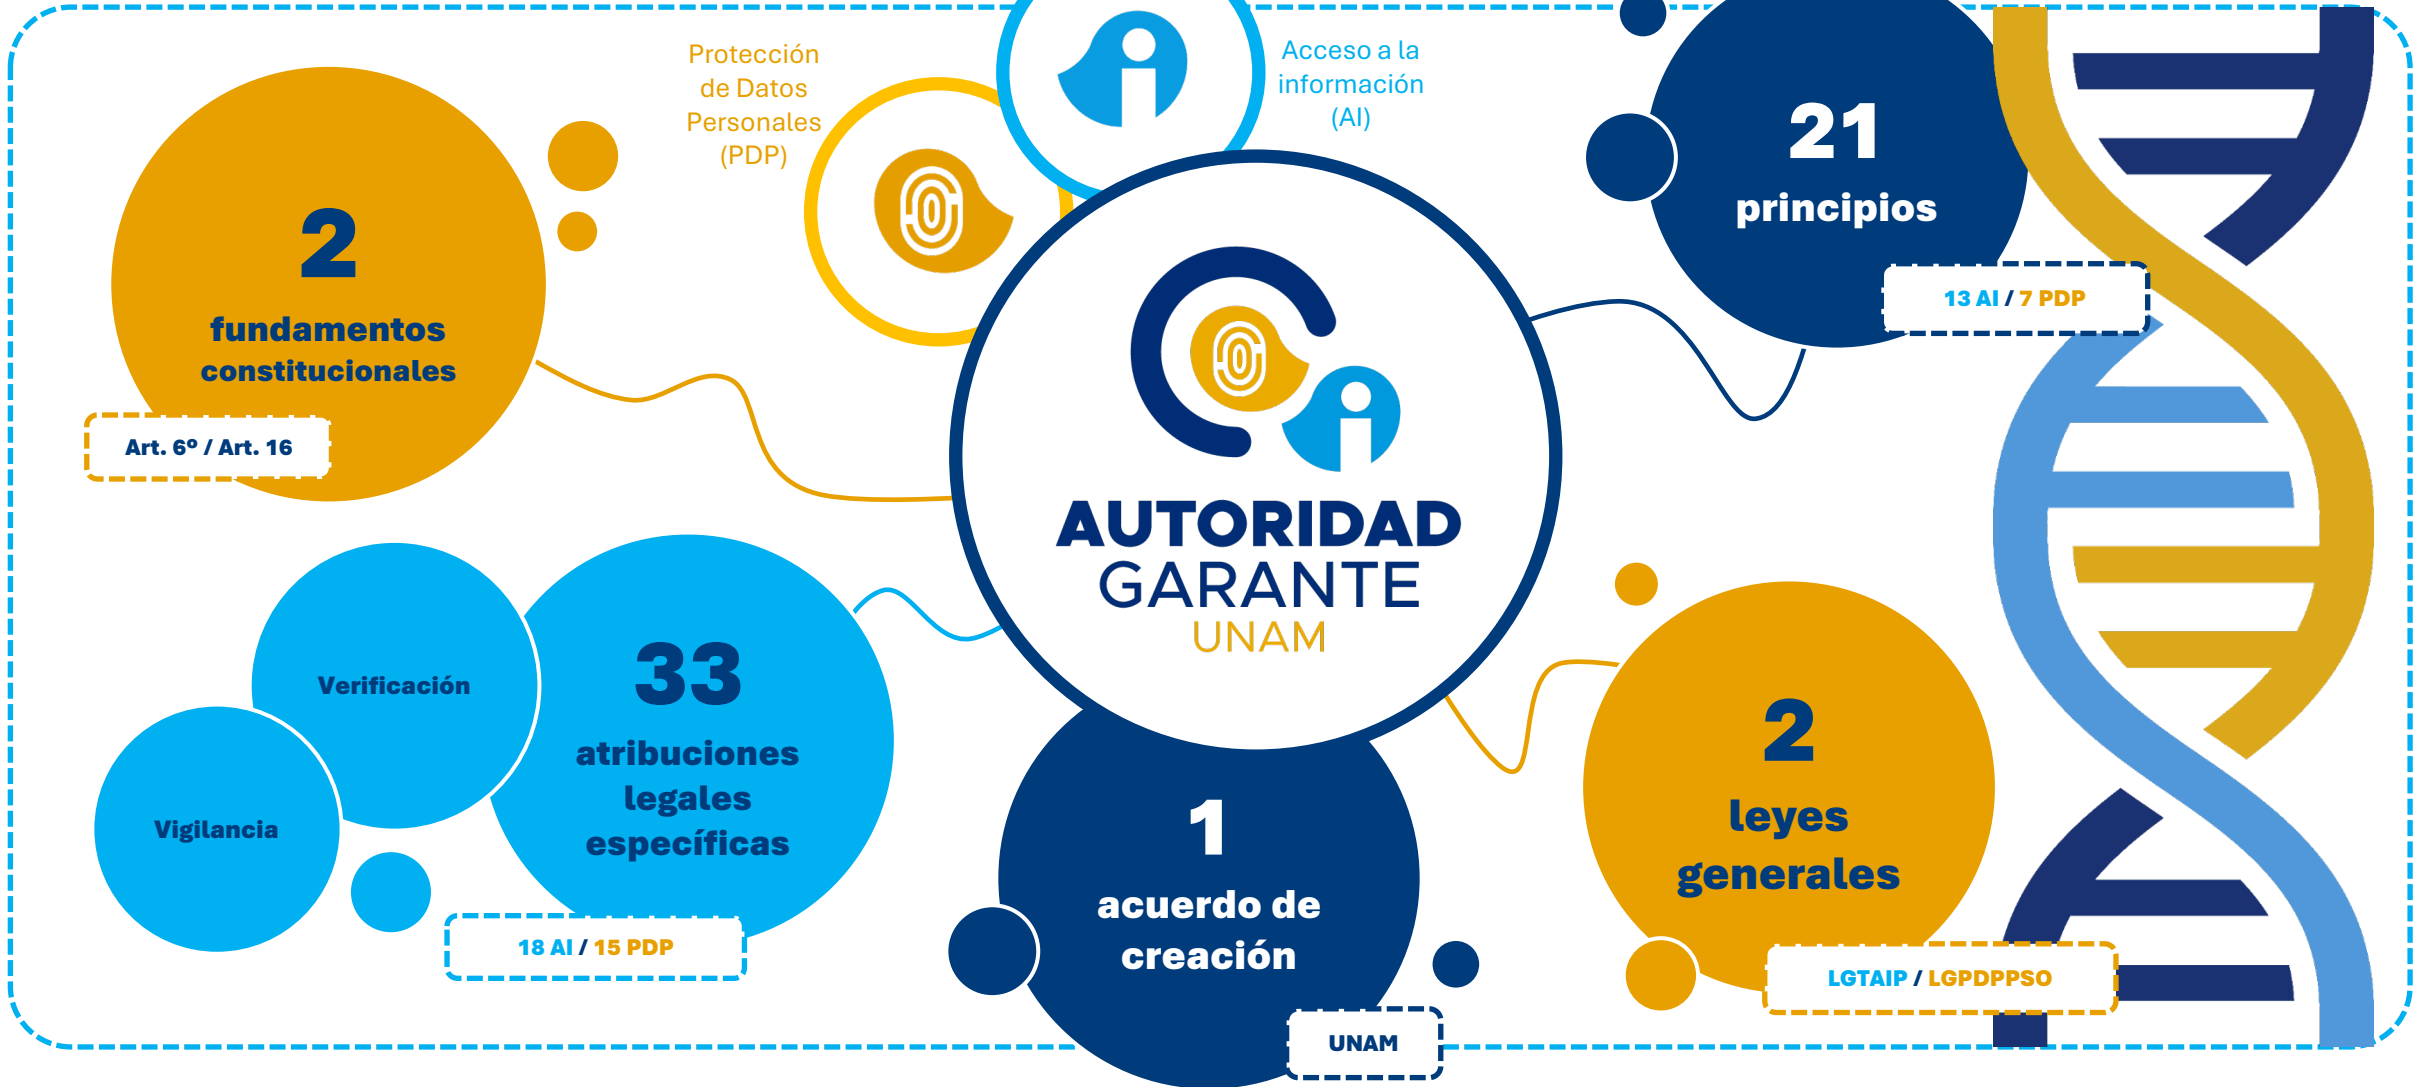 Protección
de Datos
Personales
(PDP)
Acceso a la
información
(AI)
2
fundamentos
constitucionales
Art. 6º / Art. 16
21
principios
13 AI / 7 PDP
AUTORIDAD
GARANTE
UNAM
Verificación
Vigilancia
33
atribuciones
legales
específicas
18 AI / 15 PDP
1
acuerdo de
creación
UNAM
2
leyes
generales
LGTAIP / LGPDPPSO